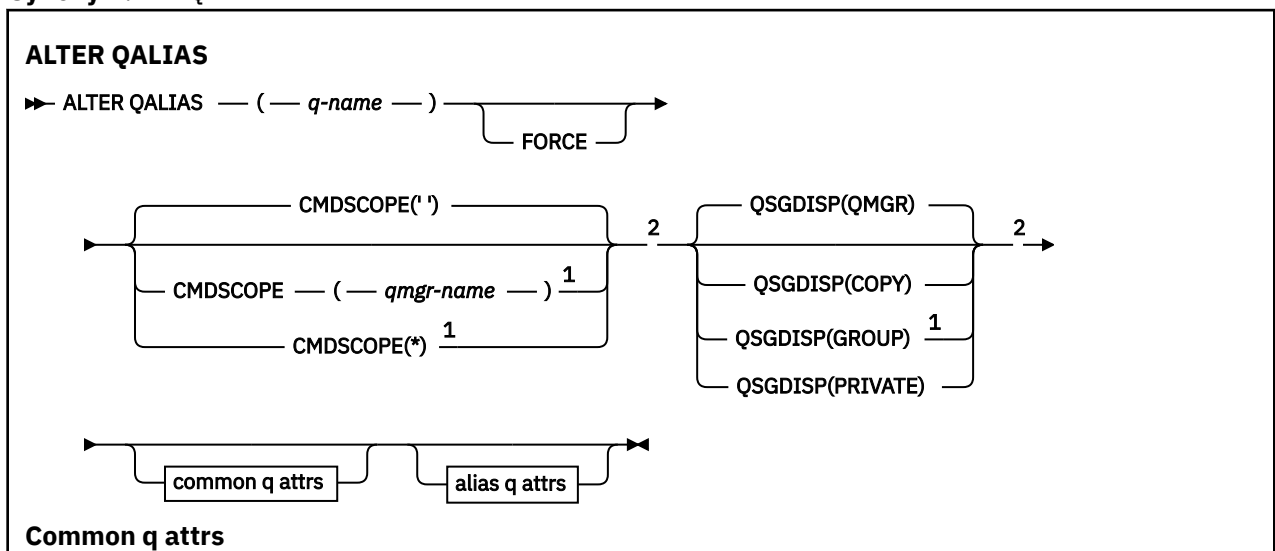 ALTER QALIAS
ALTER QALIAS ( q-name )
FORCE
CMDSCOPE(' ')
CMDSCOPE ( qmgr-name ) 1
CMDSCOPE(*) 1
2
QSGDISP(QMGR)
QSGDISP(COPY)
QSGDISP(GROUP) 1
QSGDISP(PRIVATE)
2
common q attrs
alias q attrs
Common q attrs